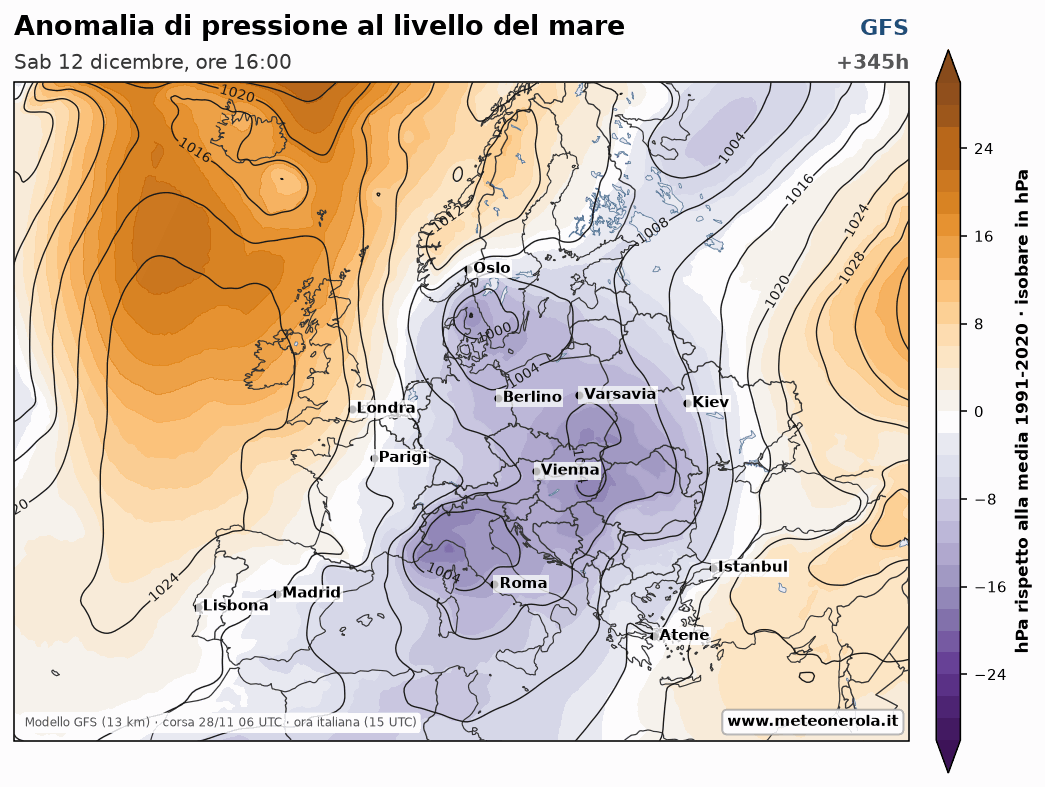 Anomalia di pressione al livello del mare
GFS
Sab 12 dicembre, ore 16:00
+345h
1020
1016
1004
1016
1012
1024
1008
1028
Oslo
1020
1000
1004
Berlino
Varsavia
Kiev
Londra
Parigi
Vienna
20
1004
Roma
Istanbul
1024
Madrid
Lisbona
Atene
Modello GFS (13 km) · corsa 28/11 06 UTC · ora italiana (15 UTC)
www.meteonerola.it
24
16
8
0
−8
−16
−24
hPa rispetto alla media 1991-2020 · isobare in hPa